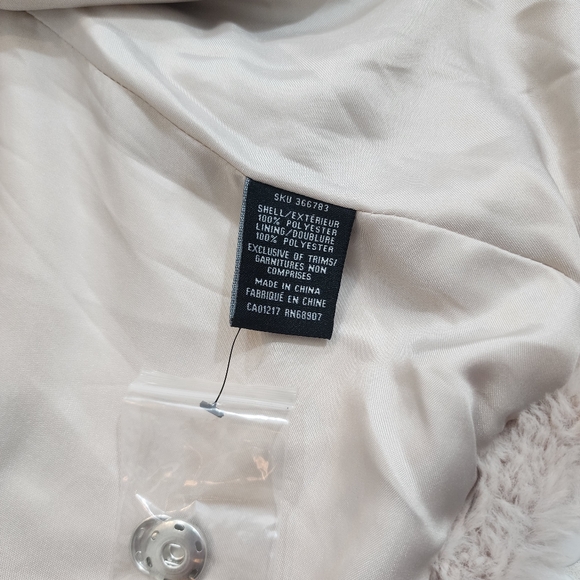 SKU 366783
SHELL/EXTÉRIEUR
100% POLYESTER
LINING/DOUBLURE
100% POLYESTER
EXCLUSIVE OF TRIMS/
GARNITURES NON
COMPRISES
MADE IN CHINA
FABRIQUÉ EN CHINE
CA01217 RN68907